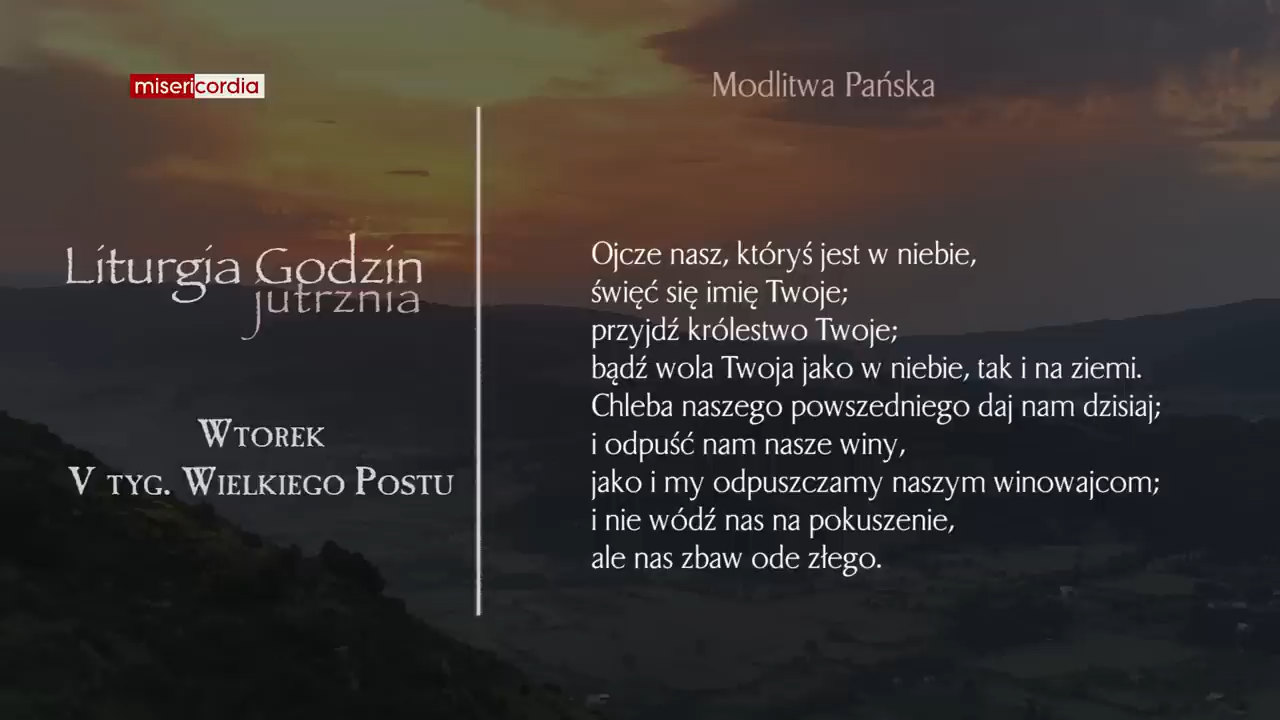 misericordia
Modlitwa Pańska
Liturgia Godzin
jutrznia
Wtorek
V tyg. Wielkiego Postu
Ojcze nasz, któryś jest w niebie,
święć się imię Twoje;
przyjdź królestwo Twoje;
bądź wola Twoja jako w niebie, tak i na ziemi.
Chleba naszego powszedniego daj nam dzisiaj;
i odpuść nam nasze winy,
jako i my odpuszczamy naszym winowajcom;
i nie wódź nas na pokuszenie,
ale nas zbaw ode złego.